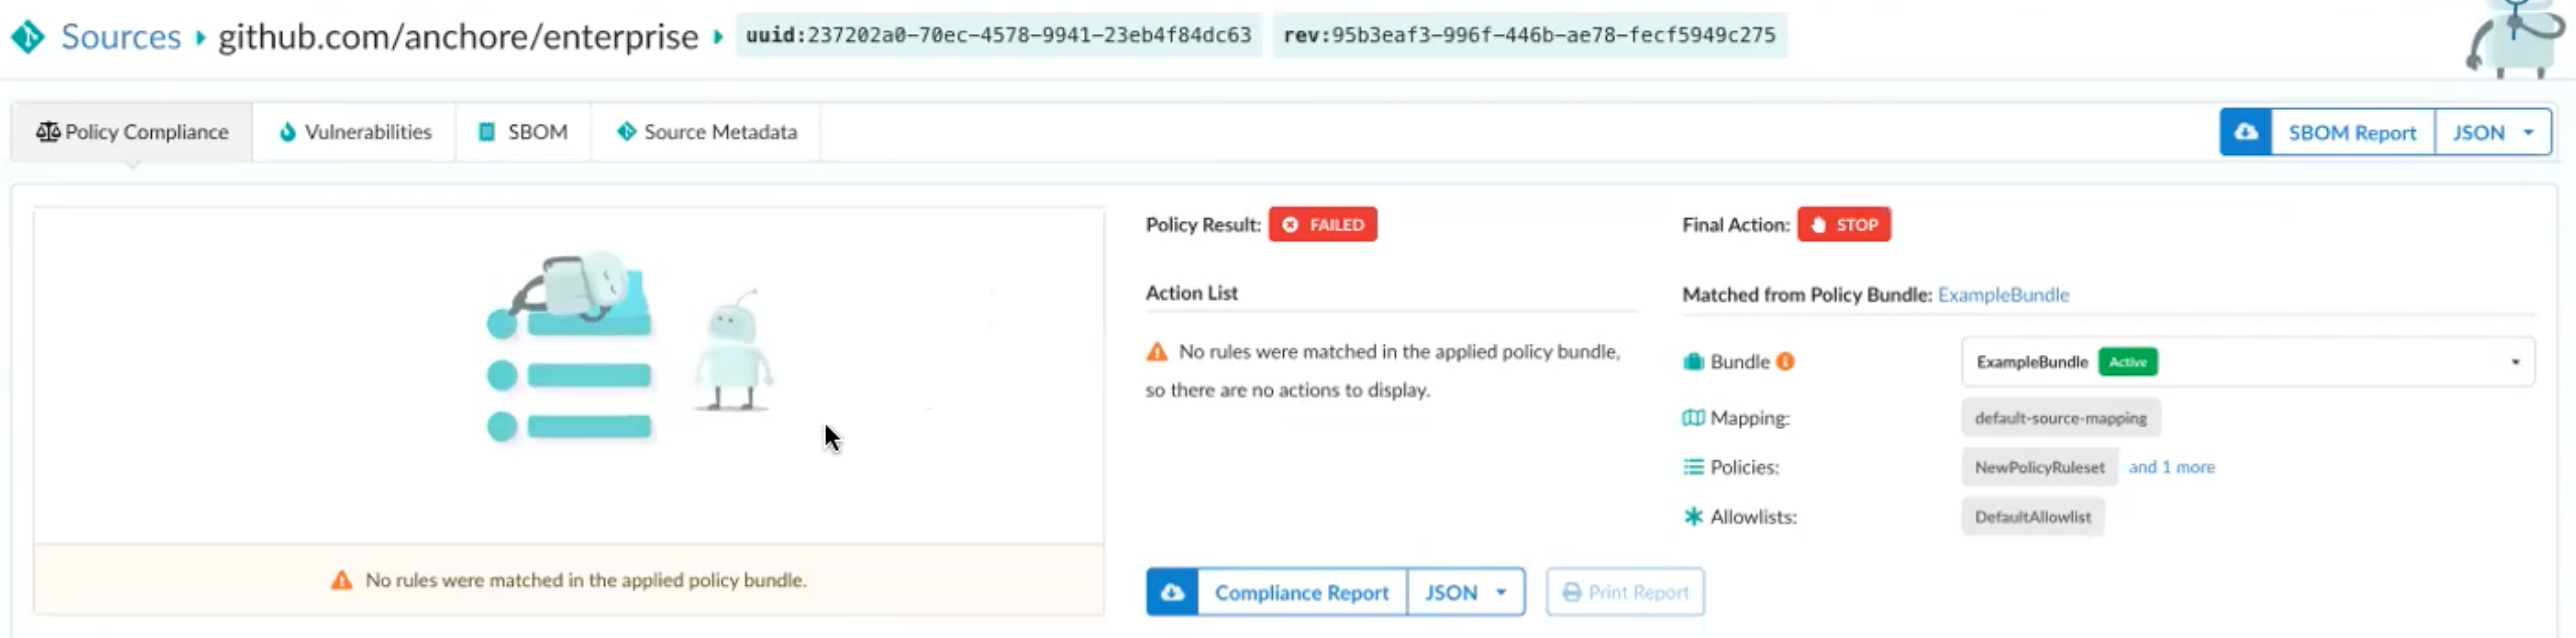 Sources github.com/anchore/enterprise uuid:237202a0-70ec-4578-9941-23eb4f84dc63 rev:95b3eaf3-996f-446b-ae78-fecf5949c275
Policy Compliance Vulnerabilities SBOM Source Metadata SBOM Report JSON
Policy Result: FAILED
Final Action: STOP
Action List
No rules were matched in the applied policy bundle,
so there are no actions to display.
Matched from Policy Bundle: ExampleBundle
Bundle ExampleBundle Active
Mapping: default-source-mapping
Policies: NewPolicyRuleset and 1 more
Allowlists: DefaultAllowlist
No rules were matched in the applied policy bundle.
Compliance Report JSON Print Report